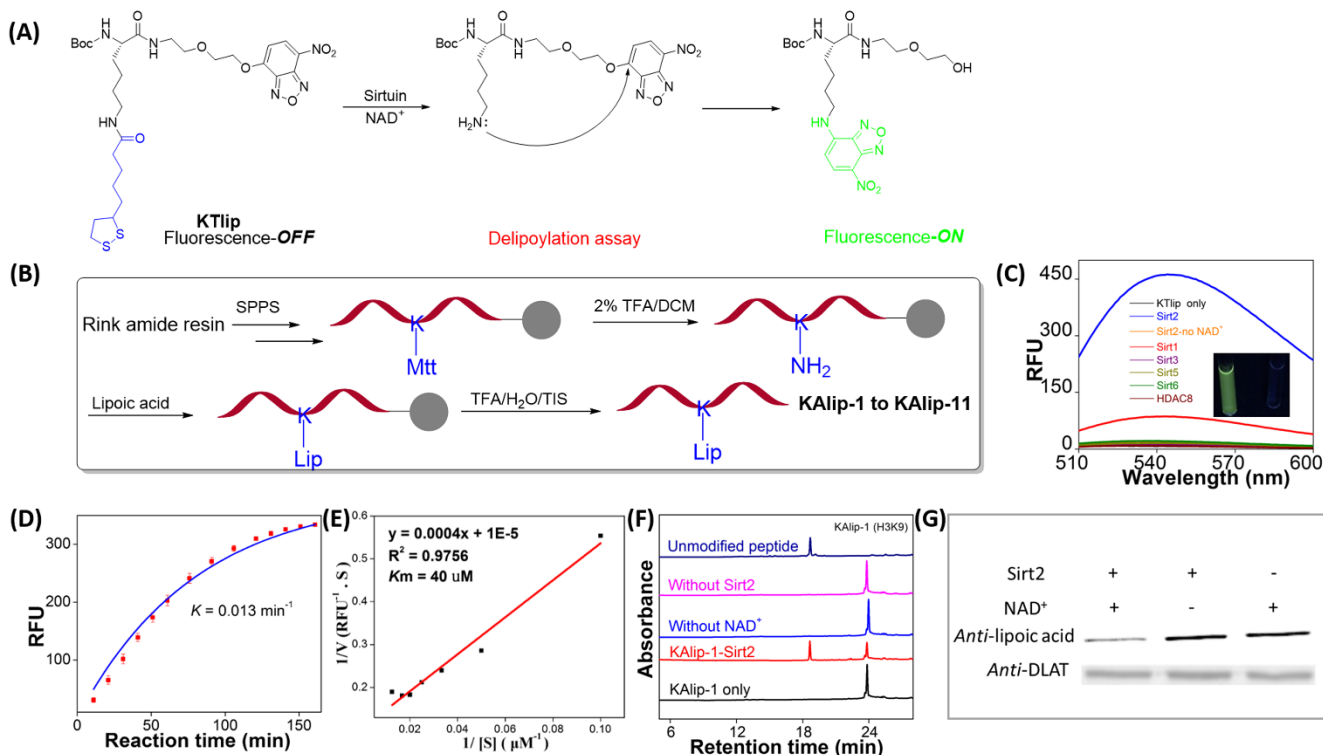 (A)
Boc
H
N
O
N
H
O
O
NO2
N
O
N
HN
O
S
S
KTlip
Fluorescence-OFF
Sirtuin
NAD+
Boc
H
N
O
N
H
O
O
NO2
N
O
N
H2N:
Delipoylation assay
Boc
H
N
O
N
H
O
OH
HN
N
O
N
NO2
Fluorescence-ON
(B)
Rink amide resin
SPPS
K
Mtt
2% TFA/DCM
K
NH2
Lipoic acid
K
Lip
TFA/H2O/TIS
K
Lip
KAlip-1 to KAlip-11
(C)
RFU
450
300
150
0
KTlip only
Sirt2
Sirt2-no NAD+
Sirt1
Sirt3
Sirt5
Sirt6
HDAC8
510 540 570 600
Wavelength (nm)
(D)
RFU
300
200
100
K = 0.013 min-1
0 50 100 150
Reaction time (min)
(E)
1/V (RFU-1 . S)
0.6
0.5
0.4
0.3
0.2
y = 0.0004x + 1E-5
R2 = 0.9756
Km = 40 uM
0.02 0.04 0.06 0.08 0.10
1/ [S] ( μM-1)
(F)
Absorbance
KAlip-1 (H3K9)
Unmodified peptide
Without Sirt2
Without NAD+
KAlip-1-Sirt2
KAlip-1 only
6 12 18 24
Retention time (min)
(G)
Sirt2 + + -
NAD+ + - +
Anti-lipoic acid
Anti-DLAT